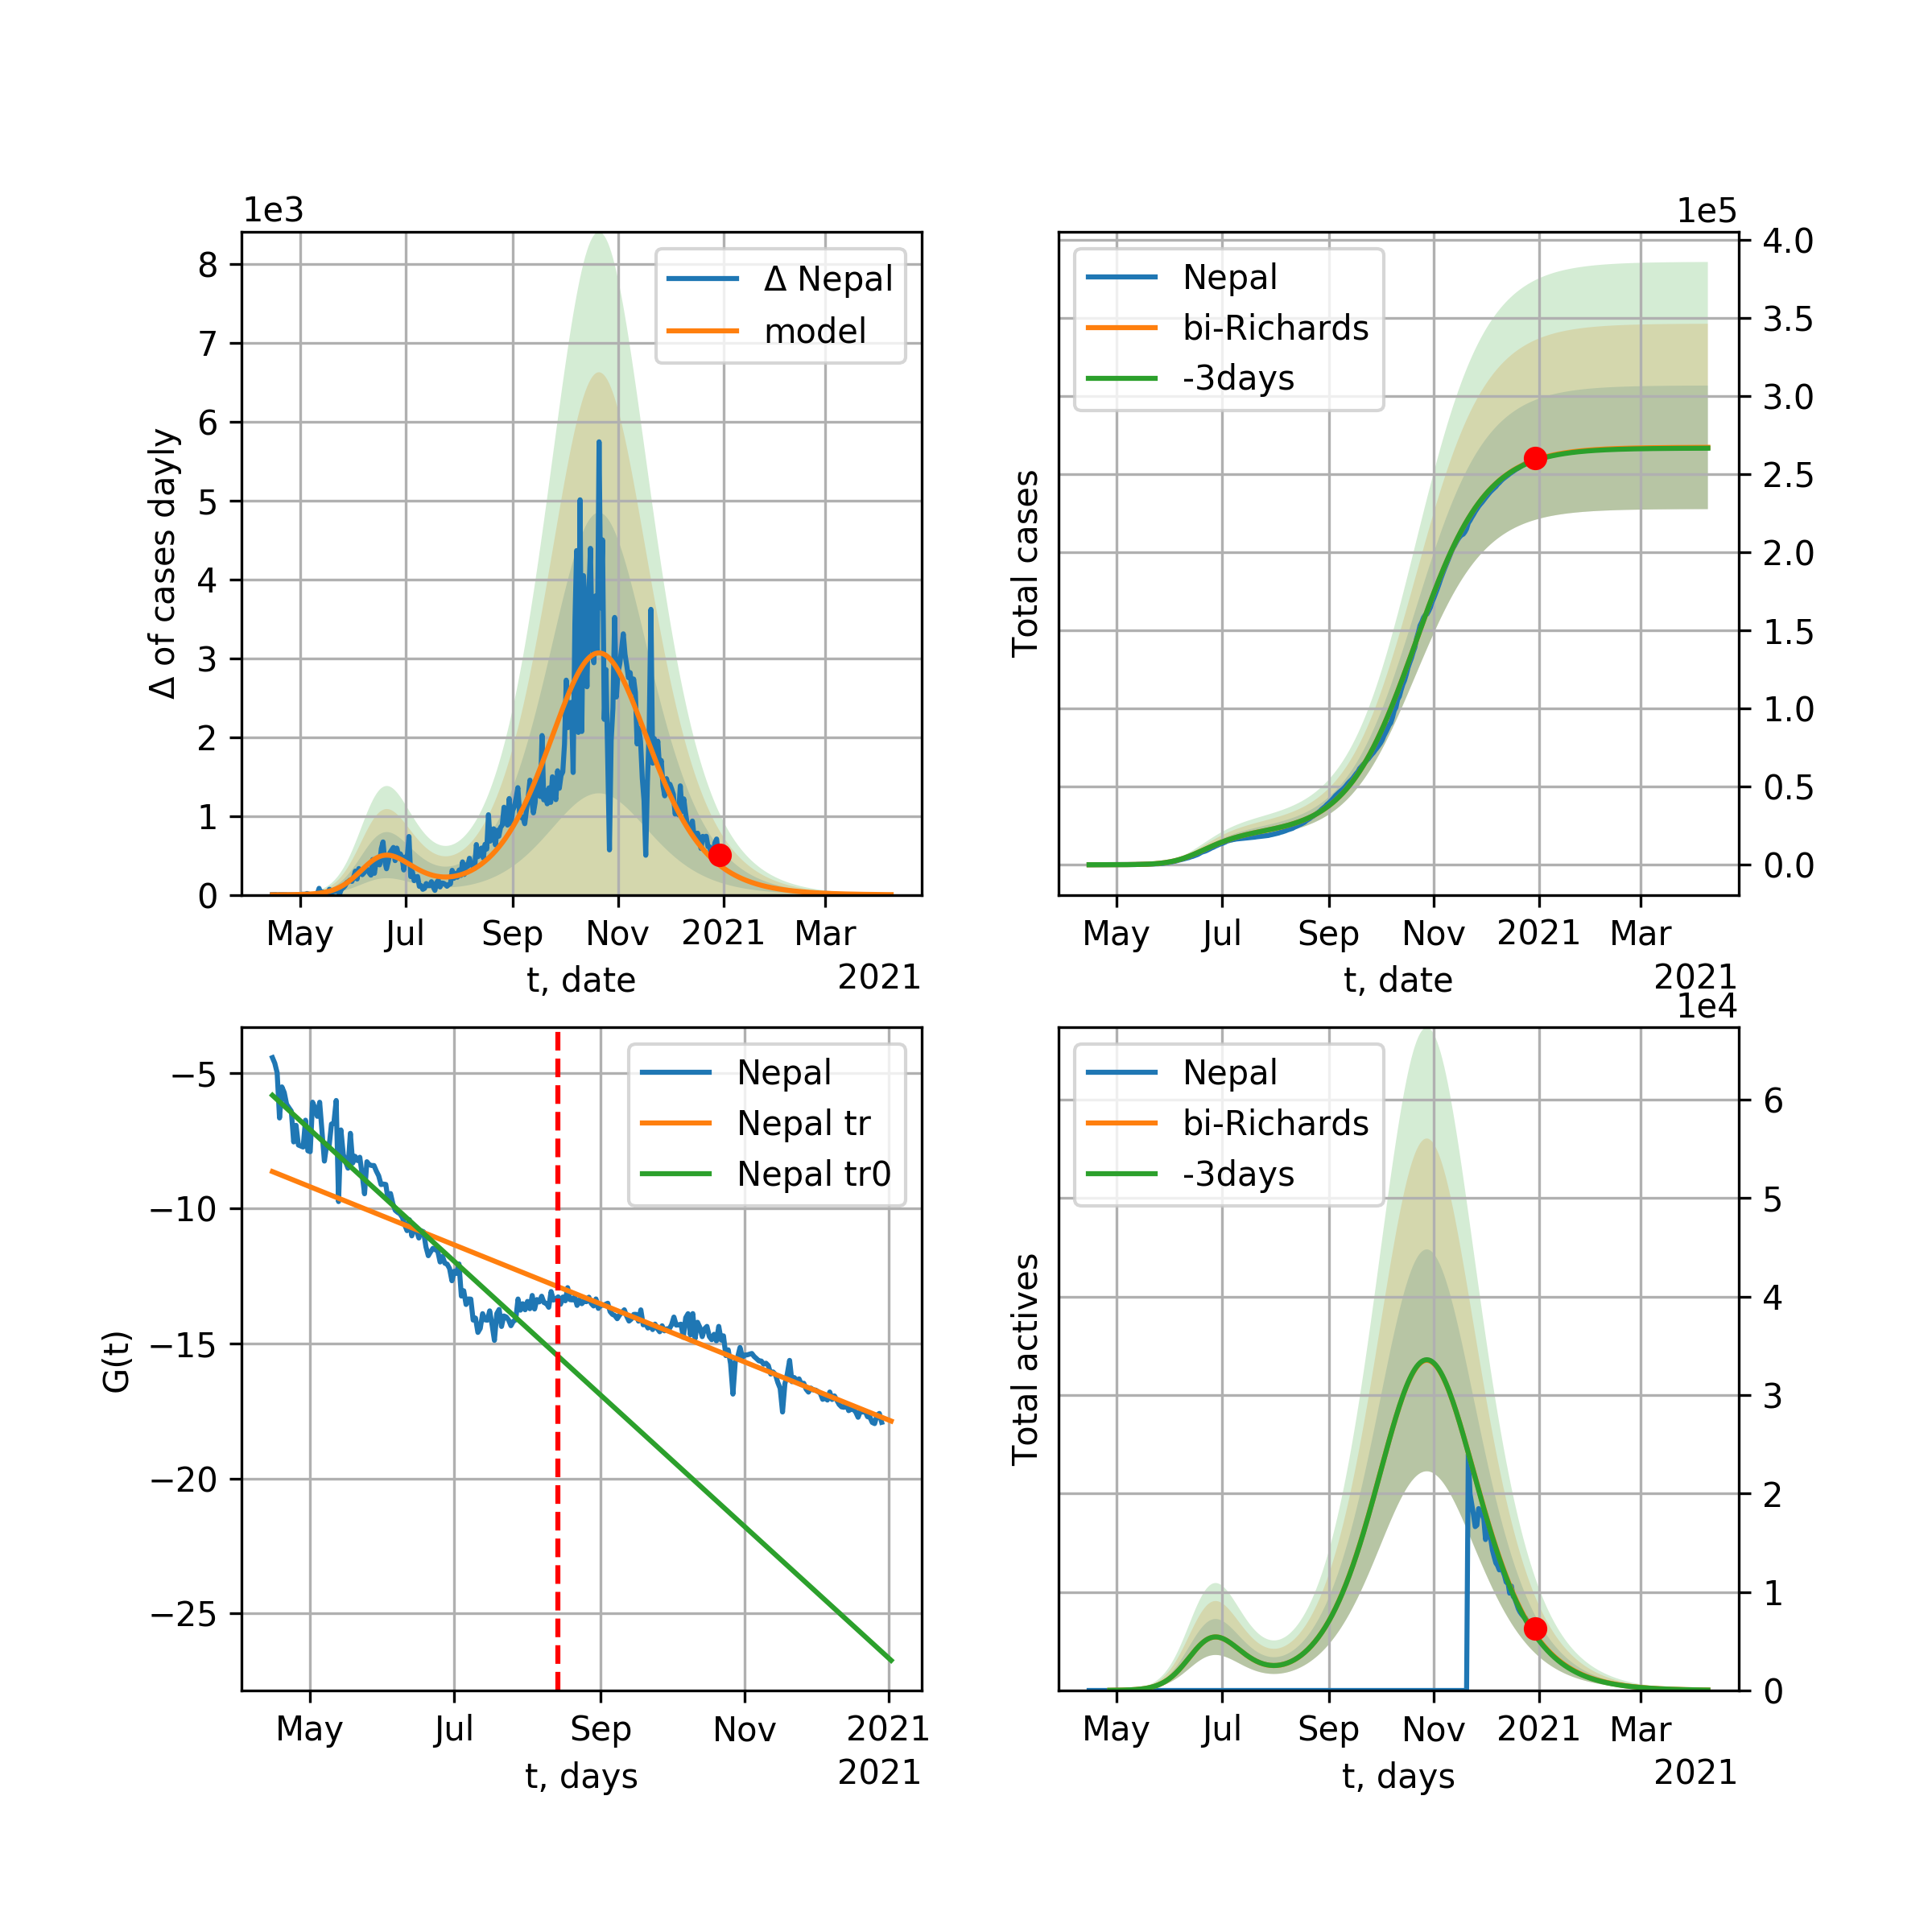 1e3
8
7
6
5
4
3
2
1
0
Δ of cases dayly
Δ Nepal
model
May Jul Sep Nov 2021 Mar
t, date
2021
1e5
4.0
3.5
3.0
2.5
2.0
1.5
1.0
0.5
0.0
Total cases
Nepal
bi-Richards
-3days
May Jul Sep Nov 2021 Mar
t, date
2021
−5
−10
−15
−20
−25
G(t)
Nepal
Nepal tr
Nepal tr0
May Jul Sep Nov 2021
t, days
2021
1e4
6
5
4
3
2
1
0
Total actives
Nepal
bi-Richards
-3days
May Jul Sep Nov 2021 Mar
t, days
2021